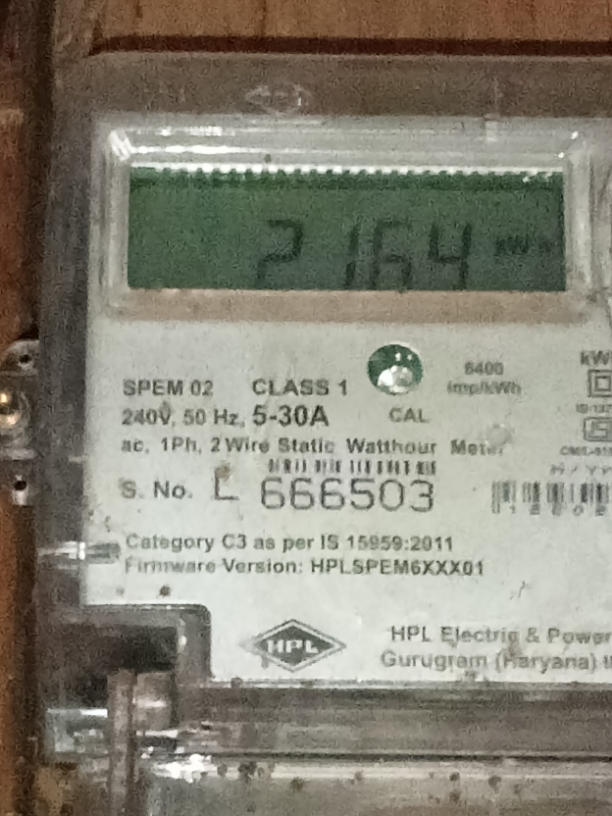 2164 kWh
6400
imp/kWh
kW
SPEM 02 CLASS 1
240V, 50 Hz, 5-30A CAL
ac, 1Ph, 2 Wire Static Watthour Meter
S. No. L 666503
Category C3 as per IS 15959:2011
Firmware Version: HPLSPEM6XXX01
HPL
HPL Electric & Power
Gurugram (Haryana)